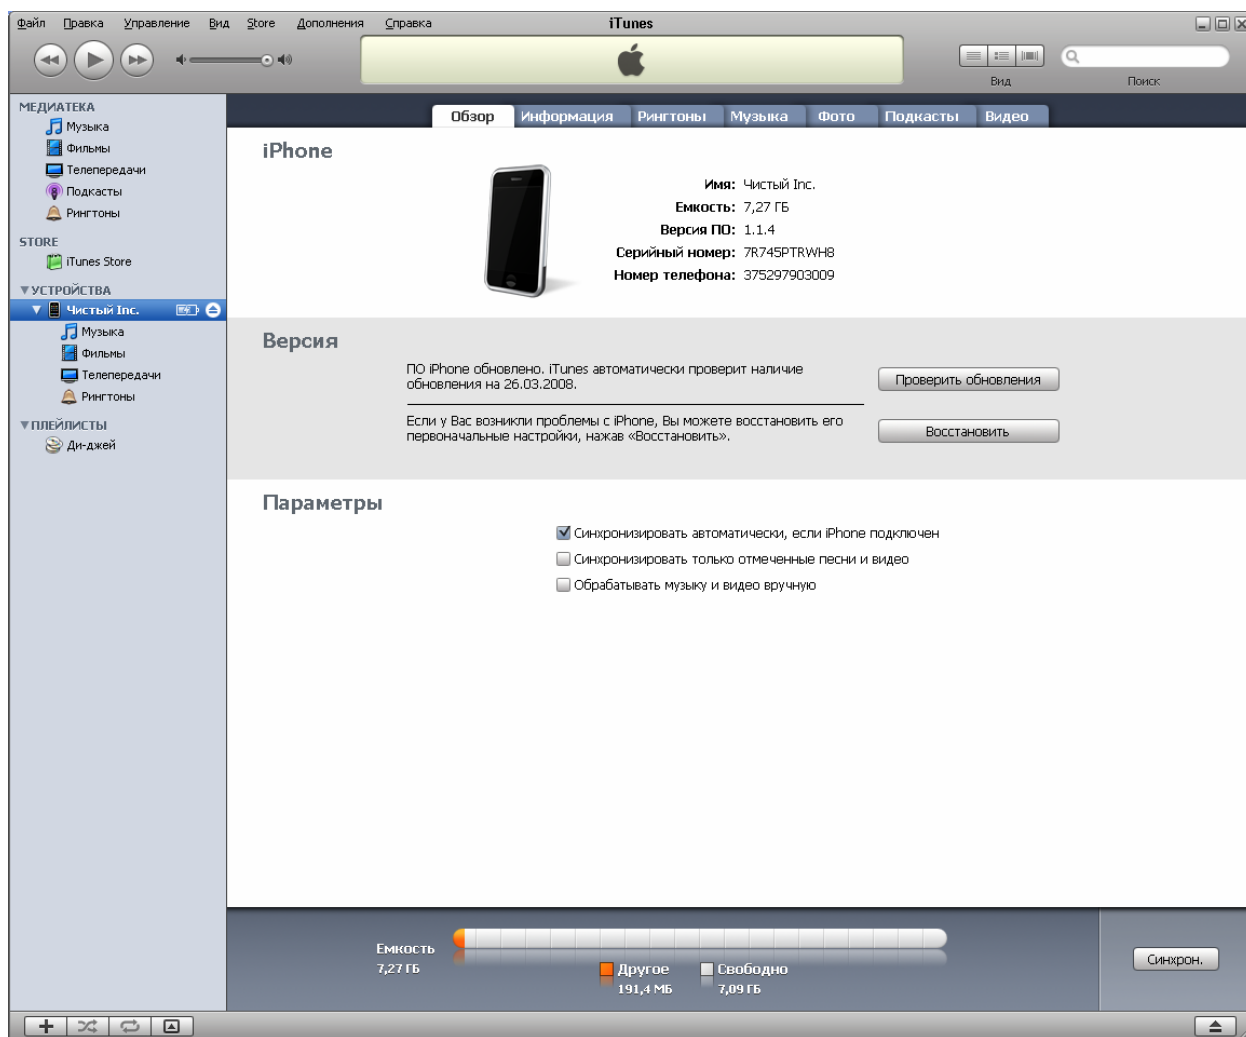 Файл Правка Управление Вид Store Дополнения Справка
iTunes
Вид
Поиск
МЕДИАТЕКА
Музыка
Фильмы
Телепередачи
Подкасты
Рингтоны
STORE
iTunes Store
УСТРОЙСТВА
Чистый Inc.
Музыка
Фильмы
Телепередачи
Рингтоны
ПЛЕЙЛИСТЫ
Ди-джей
Обзор Информация Рингтоны Музыка Фото Подкасты Видео
iPhone
Имя: Чистый Inc.
Емкость: 7,27 ГБ
Версия ПО: 1.1.4
Серийный номер: 7R745PTRWH8
Номер телефона: 375297903009
Версия
ПО iPhone обновлено. iTunes автоматически проверит наличие
обновления на 26.03.2008.
Проверить обновления
Если у Вас возникли проблемы с iPhone, Вы можете восстановить его
первоначальные настройки, нажав «Восстановить».
Восстановить
Параметры
Синхронизировать автоматически, если iPhone подключен
Синхронизировать только отмеченные песни и видео
Обрабатывать музыку и видео вручную
Емкость
7,27 ГБ
Другое
191,4 МБ
Свободно
7,09 ГБ
Синхрон.